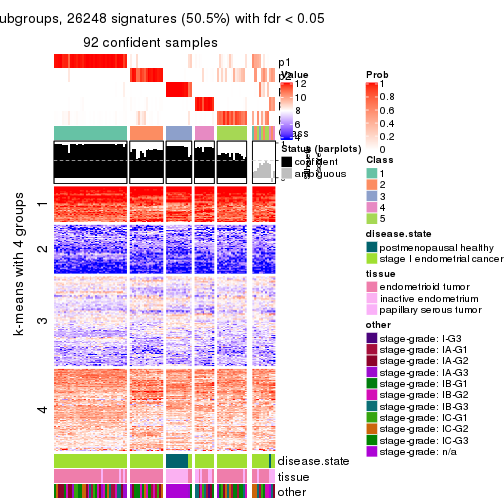 ubgroups, 26248 signatures (50.5%) with fdr < 0.05
92 confident samples
p1
Value
12
10
8
6
4
Status (barplots)
confident
ambiguous
k-means with 4 groups
1
2
3
4
disease.state
tissue
other
Prob
1
0.8
0.6
0.4
0.2
0
Class
1
2
3
4
5
disease.state
postmenopausal healthy
stage I endometrial cancer
tissue
endometrioid tumor
inactive endometrium
papillary serous tumor
other
stage-grade: I-G3
stage-grade: IA-G1
stage-grade: IA-G2
stage-grade: IA-G3
stage-grade: IB-G1
stage-grade: IB-G2
stage-grade: IB-G3
stage-grade: IC-G1
stage-grade: IC-G2
stage-grade: IC-G3
stage-grade: n/a